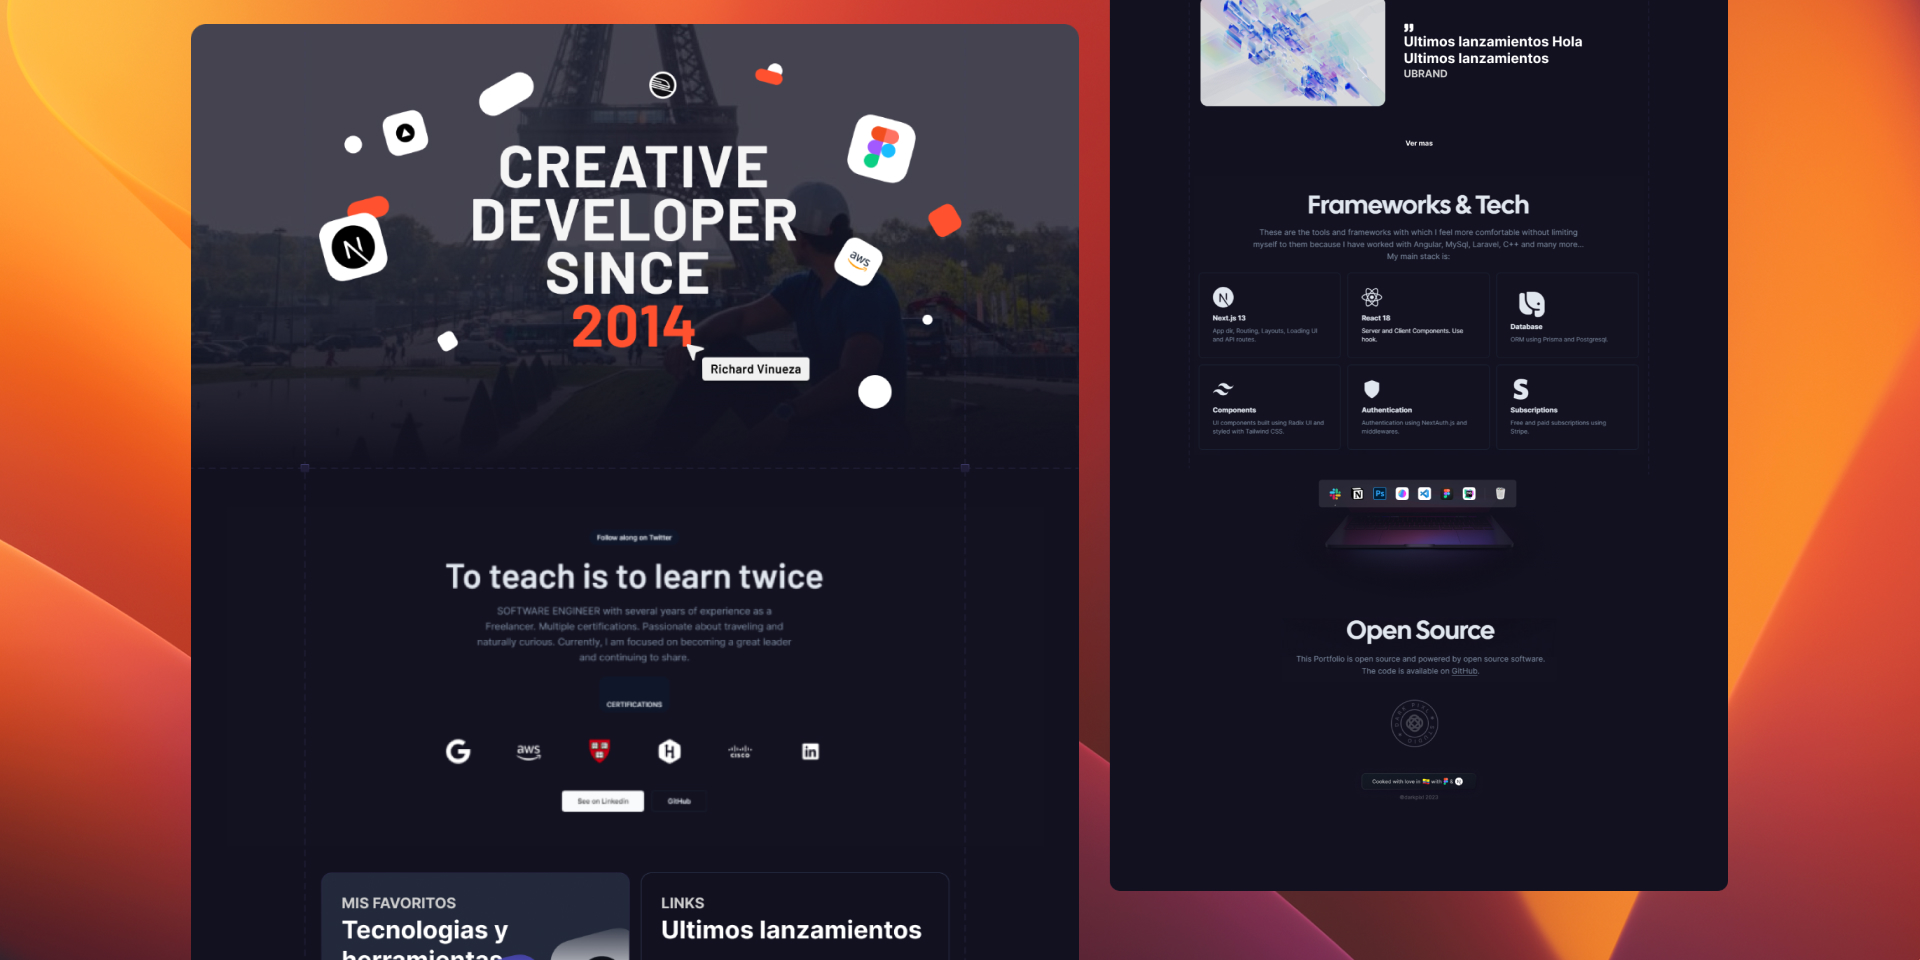 CREATIVE
DEVELOPER
SINCE
2014
Richard Vinueza
aws
Follow along on Twitter
To teach is to learn twice
SOFTWARE ENGINEER with several years of experience as a
Freelancer. Multiple certifications. Passionate about traveling and
naturally curious. Currently, I am focused on becoming a great leader
and continuing to share.
CERTIFICATIONS
aws
CISCO
See on LinkedIn
GitHub
MIS FAVORITOS
Tecnologias y
herramientas
LINKS
Ultimos lanzamientos
Ultimos lanzamientos Hola
Ultimos lanzamientos
UBRAND
Ver mas
Frameworks & Tech
These are the tools and frameworks with which I feel more comfortable without limiting
myself to them because I have worked with Angular, MySql, Laravel, C++ and many more...
My main stack is:
Next.js 13
App dir, Routing, Layouts, Loading UI
and API routes.
React 18
Server and Client Components. Use
hook.
Database
ORM using Prisma and Postgresql.
Components
UI components built using Radix UI and
styled with Tailwind CSS.
Authentication
Authentication using NextAuth.js and
middlewares.
Subscriptions
Free and paid subscriptions using
Stripe.
Ps
Open Source
This Portfolio is open source and powered by open source software.
The code is available on GitHub.
Cooked with love in with &